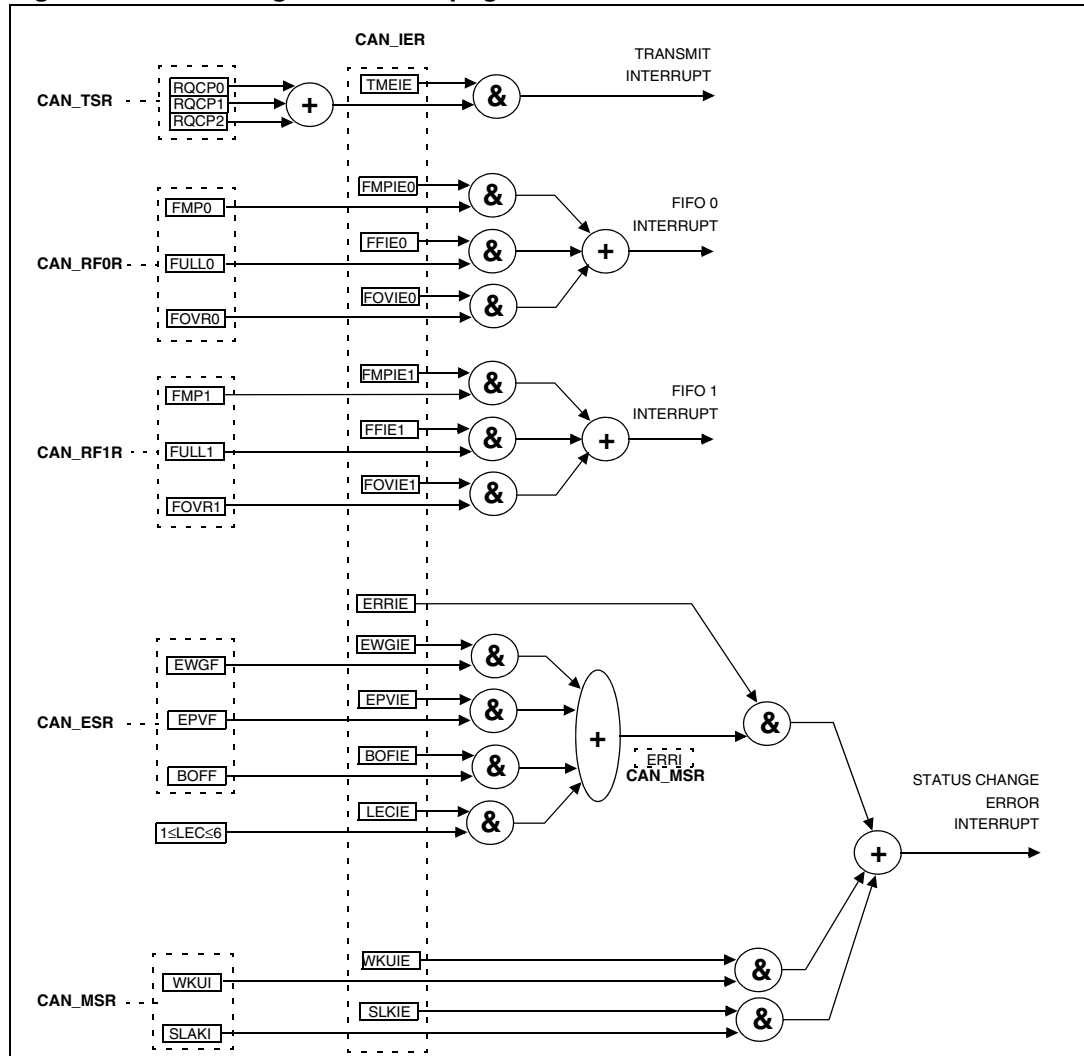 CAN_IER
TRANSMIT
INTERRUPT
CAN_TSR
RQCP0
RQCP1
RQCP2
+
TMEIE
&
CAN_RF0R
FMP0
FULL0
FOVR0
FMPIE0
&
FFIE0
&
FOVIE0
&
+
FIFO 0
INTERRUPT
CAN_RF1R
FMP1
FULL1
FOVR1
FMPIE1
&
FFIE1
&
FOVIE1
&
+
FIFO 1
INTERRUPT
ERRIE
CAN_ESR
EWGF
EPVF
BOFF
1≤LEC≤6
EWGIE
&
EPVIE
&
BOFIE
&
LECIE
&
+
ERRI
CAN_MSR
&
STATUS CHANGE
ERROR
INTERRUPT
+
CAN_MSR
WKUI
SLAKI
WKUIE
&
SLKIE
&